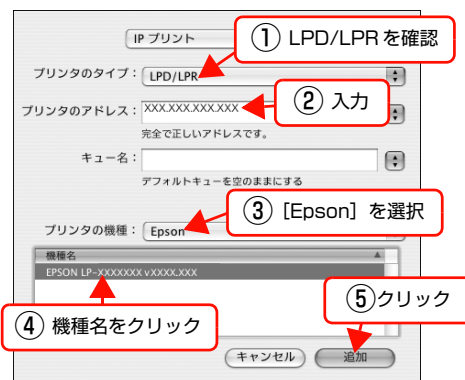 IP プリント
① LPD/LPR を確認
プリンタのタイプ： LPD/LPR
② 入力
プリンタのアドレス： XXX.XXX.XXX.XXX
完全で正しいアドレスです。
キュー名：
デフォルトキューを空のままにする
③ [Epson] を選択
プリンタの機種： Epson
機種名
EPSON LP-XXXXXXX vXXXX.XXX
④ 機種名をクリック
⑤クリック
キャンセル 追加